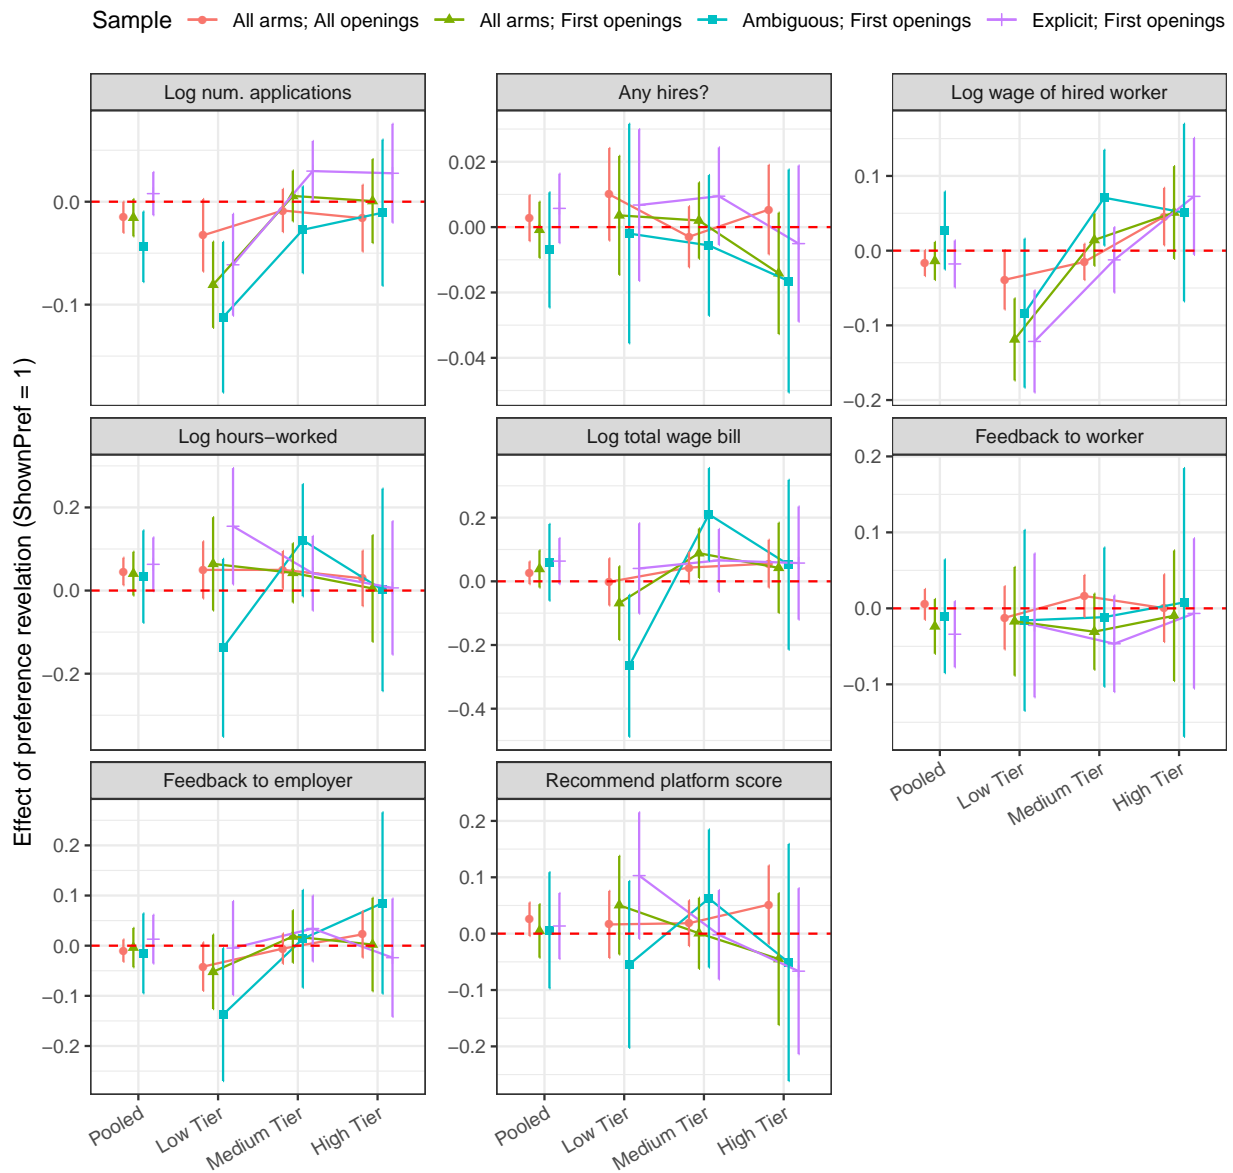 Sample All arms; All openings All arms; First openings Ambiguous; First openings Explicit; First openings
Effect of preference revelation (ShownPref = 1)
Log num. applications
0.0
−0.1
Any hires?
0.02
0.00
−0.02
−0.04
Log wage of hired worker
0.1
0.0
−0.1
−0.2
Log hours−worked
0.2
0.0
−0.2
Log total wage bill
0.2
0.0
−0.2
−0.4
Feedback to worker
0.2
0.1
0.0
−0.1
Pooled
Low Tier
Medium Tier
High Tier
Feedback to employer
0.2
0.1
0.0
−0.1
−0.2
Pooled
Low Tier
Medium Tier
High Tier
Recommend platform score
0.2
0.1
0.0
−0.1
−0.2
Pooled
Low Tier
Medium Tier
High Tier